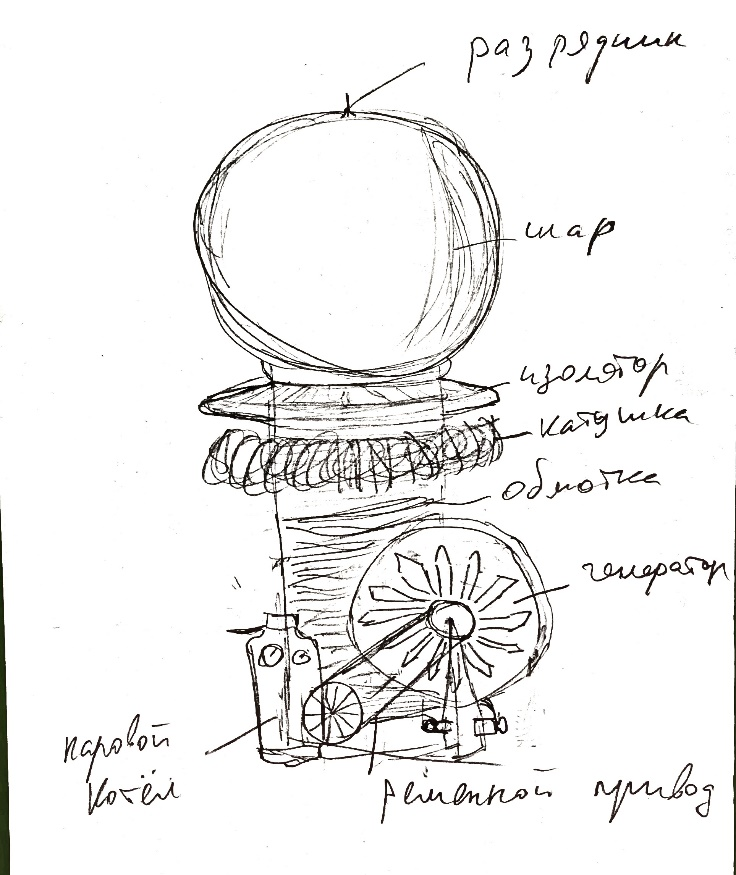 разрядник
шар
изолятор
катушка
обмотка
генератор
паровой
котёл
ременной привод